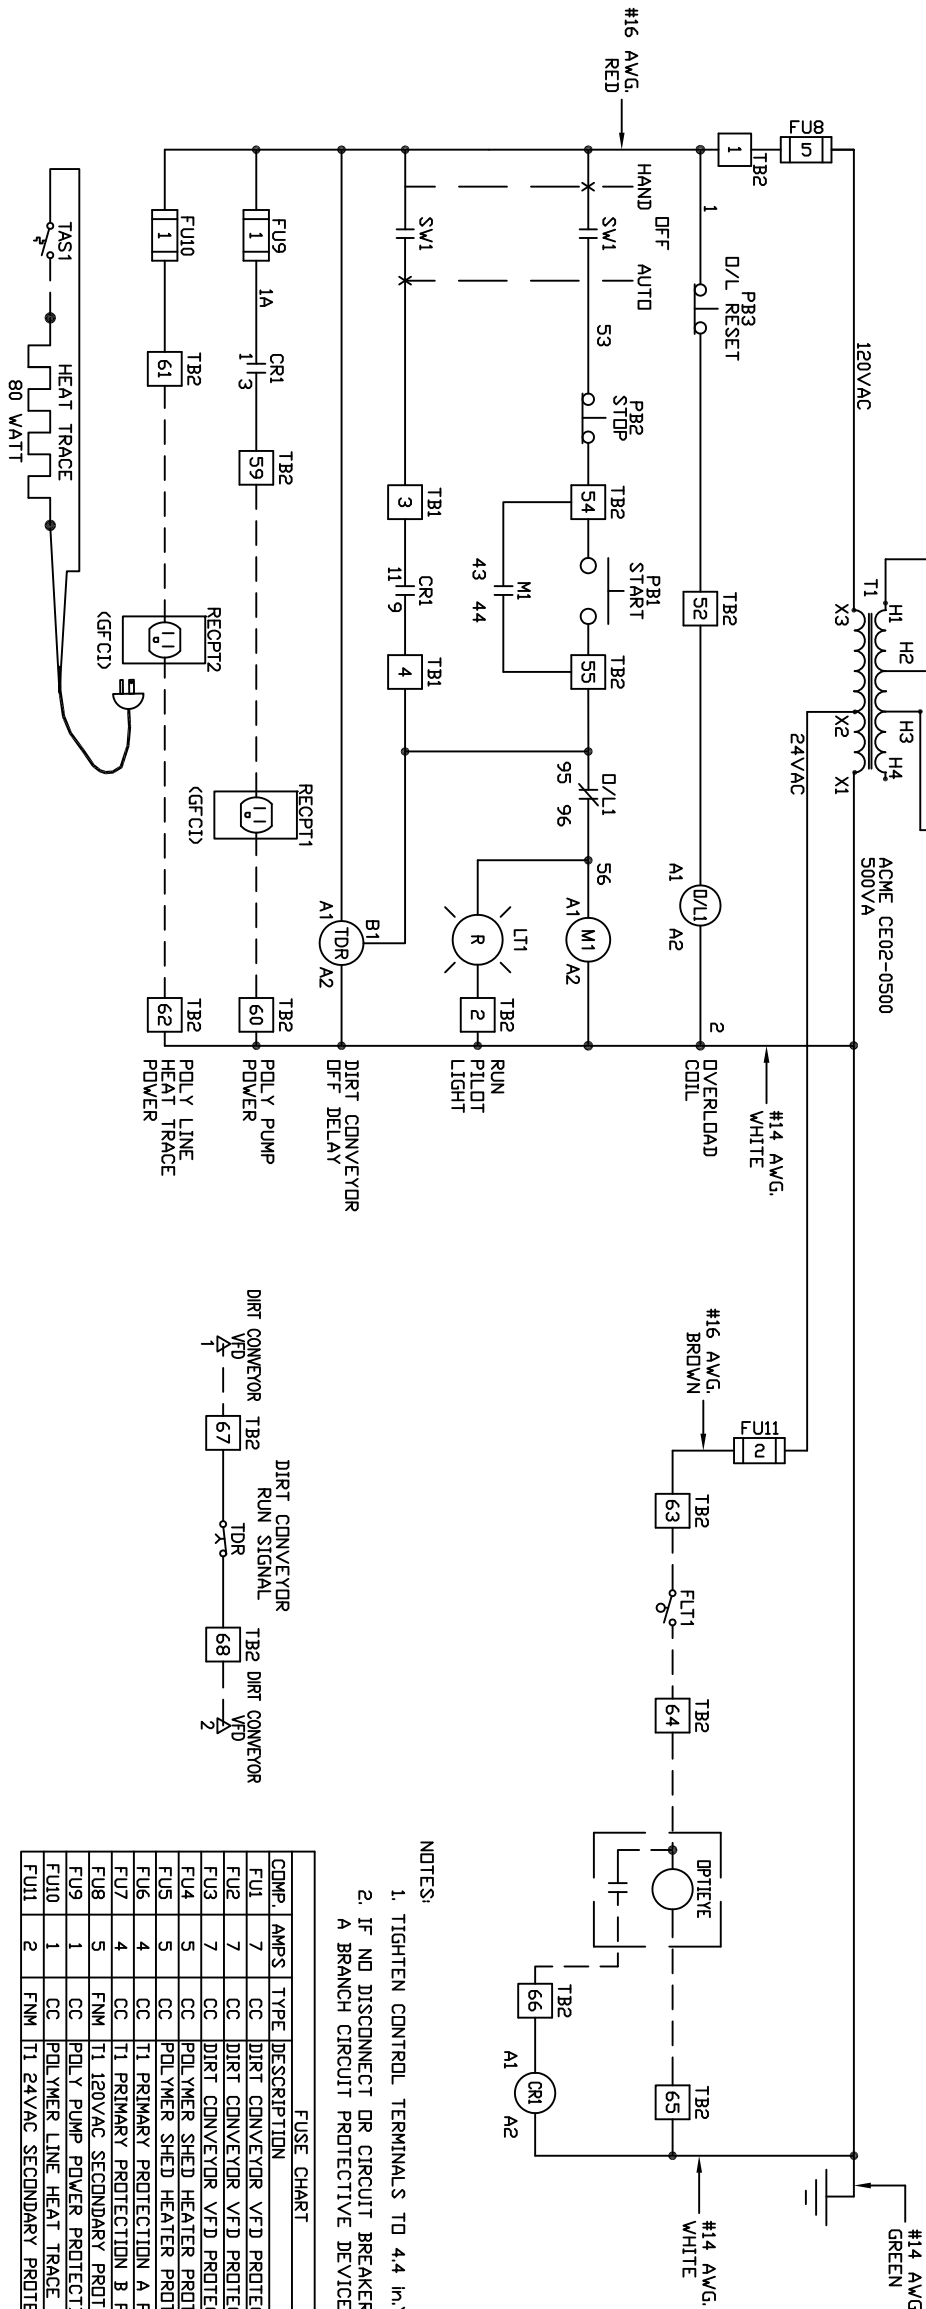 H1
H2
H3
H4
T1
X3
X2
X1
ACME CE02-0500
500VA
120VAC
24VAC
#14 AWG
GREEN
FU8
5
TB2
1
#16 AWG.
RED
1
PB3
O/L RESET
TB2
52
A1
O/L1
A2
2
OVERLOAD
COIL
#14 AWG.
WHITE
HAND
OFF
AUTO
SW1
53
PB2
STOP
TB2
54
PB1
START
TB2
55
M1
43 44
O/L1
95 96
56
A1
M1
A2
LT1
R
TB2
2
RUN
PILOT
LIGHT
SW1
TB1
3
CR1
11 9
TB1
4
B1
A1
TDR
A2
DIRT CONVEYOR
OFF DELAY
FU9
1
1A
CR1
1 3
TB2
59
RECPT1
(GFCI)
TB2
60
POLY PUMP
POWER
FU10
1
TB2
61
RECPT2
(GFCI)
TB2
62
POLY LINE
HEAT TRACE
POWER
TAS1
HEAT TRACE
80 WATT
#16 AWG.
BROWN
FU11
2
TB2
63
FLT1
TB2
64
OPTIEYE
TB2
65
TB2
66
A1
CR1
A2
#14 AWG.
WHITE
DIRT CONVEYOR
RUN SIGNAL
DIRT CONVEYOR
VFD
1
TB2
67
TDR
TB2
68
DIRT CONVEYOR
VFD
2
NOTES:
1. TIGHTEN CONTROL TERMINALS TO 4.4 in.
2. IF NO DISCONNECT OR CIRCUIT BREAKER
A BRANCH CIRCUIT PROTECTIVE DEVICE
FUSE CHART
COMP. AMPS TYPE DESCRIPTION
FU1 7 CC DIRT CONVEYOR VFD PROTEC
FU2 7 CC DIRT CONVEYOR VFD PROTEC
FU3 7 CC DIRT CONVEYOR VFD PROTEC
FU4 5 CC POLYMER SHED HEATER PROT
FU5 5 CC POLYMER SHED HEATER PROT
FU6 4 CC T1 PRIMARY PROTECTION A
FU7 4 CC T1 PRIMARY PROTECTION B
FU8 5 FNM T1 120VAC SECONDARY PROT
FU9 1 CC POLY PUMP POWER PROTECT
FU10 1 CC POLYMER LINE HEAT TRACE
FU11 2 FNM T1 24VAC SECONDARY PROTE